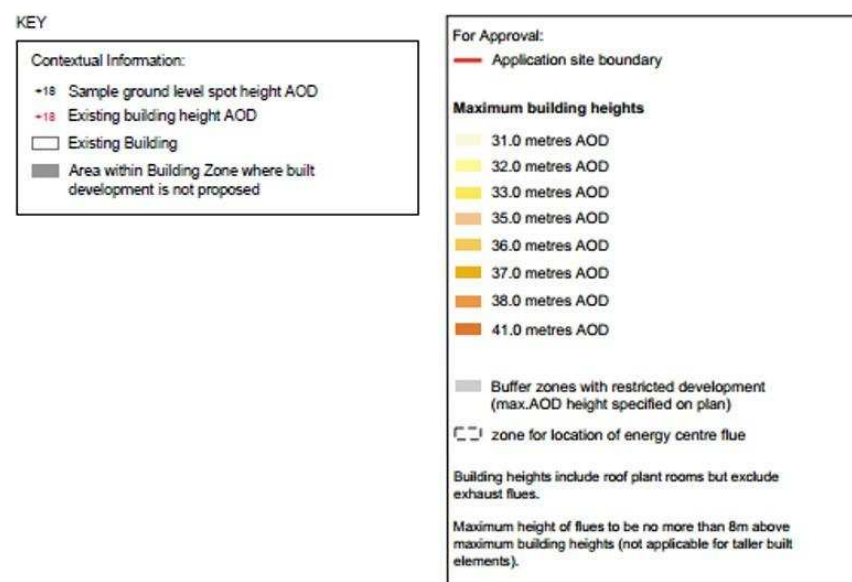 KEY
Contextual Information:
+18 Sample ground level spot height AOD
+18 Existing building height AOD
Existing Building
Area within Building Zone where built
development is not proposed
For Approval:
Application site boundary
Maximum building heights
31.0 metres AOD
32.0 metres AOD
33.0 metres AOD
35.0 metres AOD
36.0 metres AOD
37.0 metres AOD
38.0 metres AOD
41.0 metres AOD
Buffer zones with restricted development
(max.AOD height specified on plan)
zone for location of energy centre flue
Building heights include roof plant rooms but exclude
exhaust flues.
Maximum height of flues to be no more than 8m above
maximum building heights (not applicable for taller built
elements).